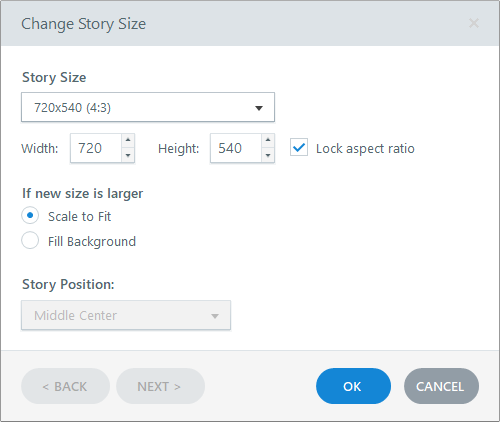 Change Story Size
Story Size
720x540 (4:3)
Width: 720 Height: 540 Lock aspect ratio
If new size is larger
Scale to Fit
Fill Background
Story Position:
Middle Center
< BACK NEXT > OK CANCEL